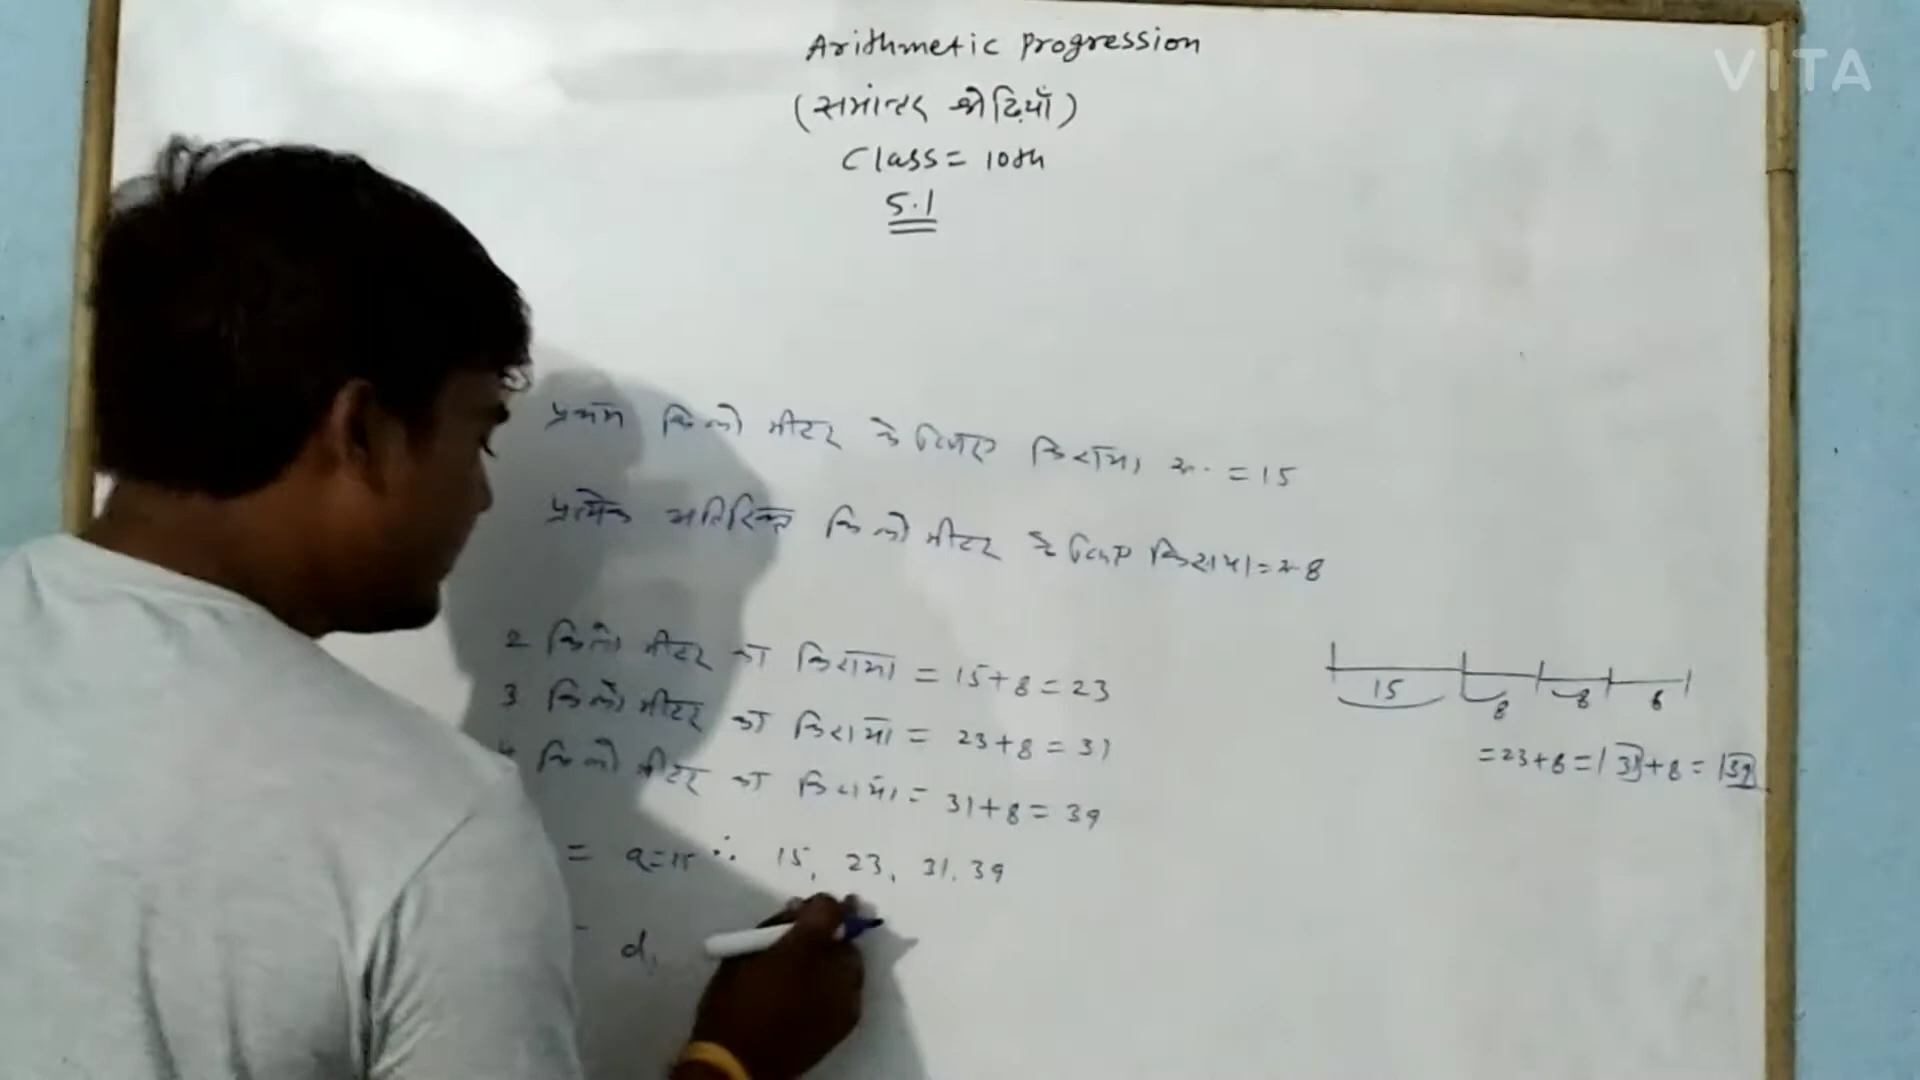 Arithmetic Progression
VITA
(समांतर श्रेढ़ियाँ)
Class = 10th
5.1
प्रथम किलो मीटर के लिए किराया रु. = 15
प्रत्येक अतिरिक्त किलो मीटर के लिए किराया = रु 8
2 किलो मीटर का किराया = 15+8 = 23
3 किलो मीटर का किराया = 23+8 = 31
4 किलो मीटर का किराया = 31+8 = 39
15 8 8 8
= 23+8 = 31+8 = 39
= a=15 ∴ 15, 23, 31, 39
d,